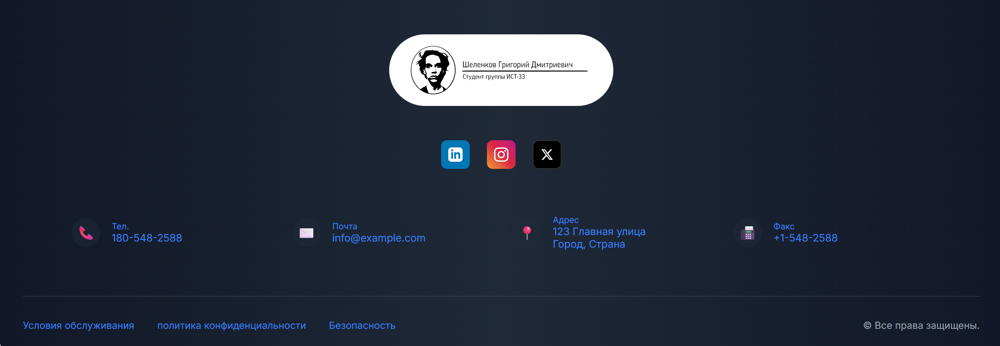 Шеленков Григорий Дмитриевич
Студент группы ИСТ-33
in
X
Тел.
180-548-2588
Почта
info@example.com
Адрес
123 Главная улица
Город, Страна
Факс
+1-548-2588
Условия обслуживания
политика конфиденциальности
Безопасность
© Все права защищены.